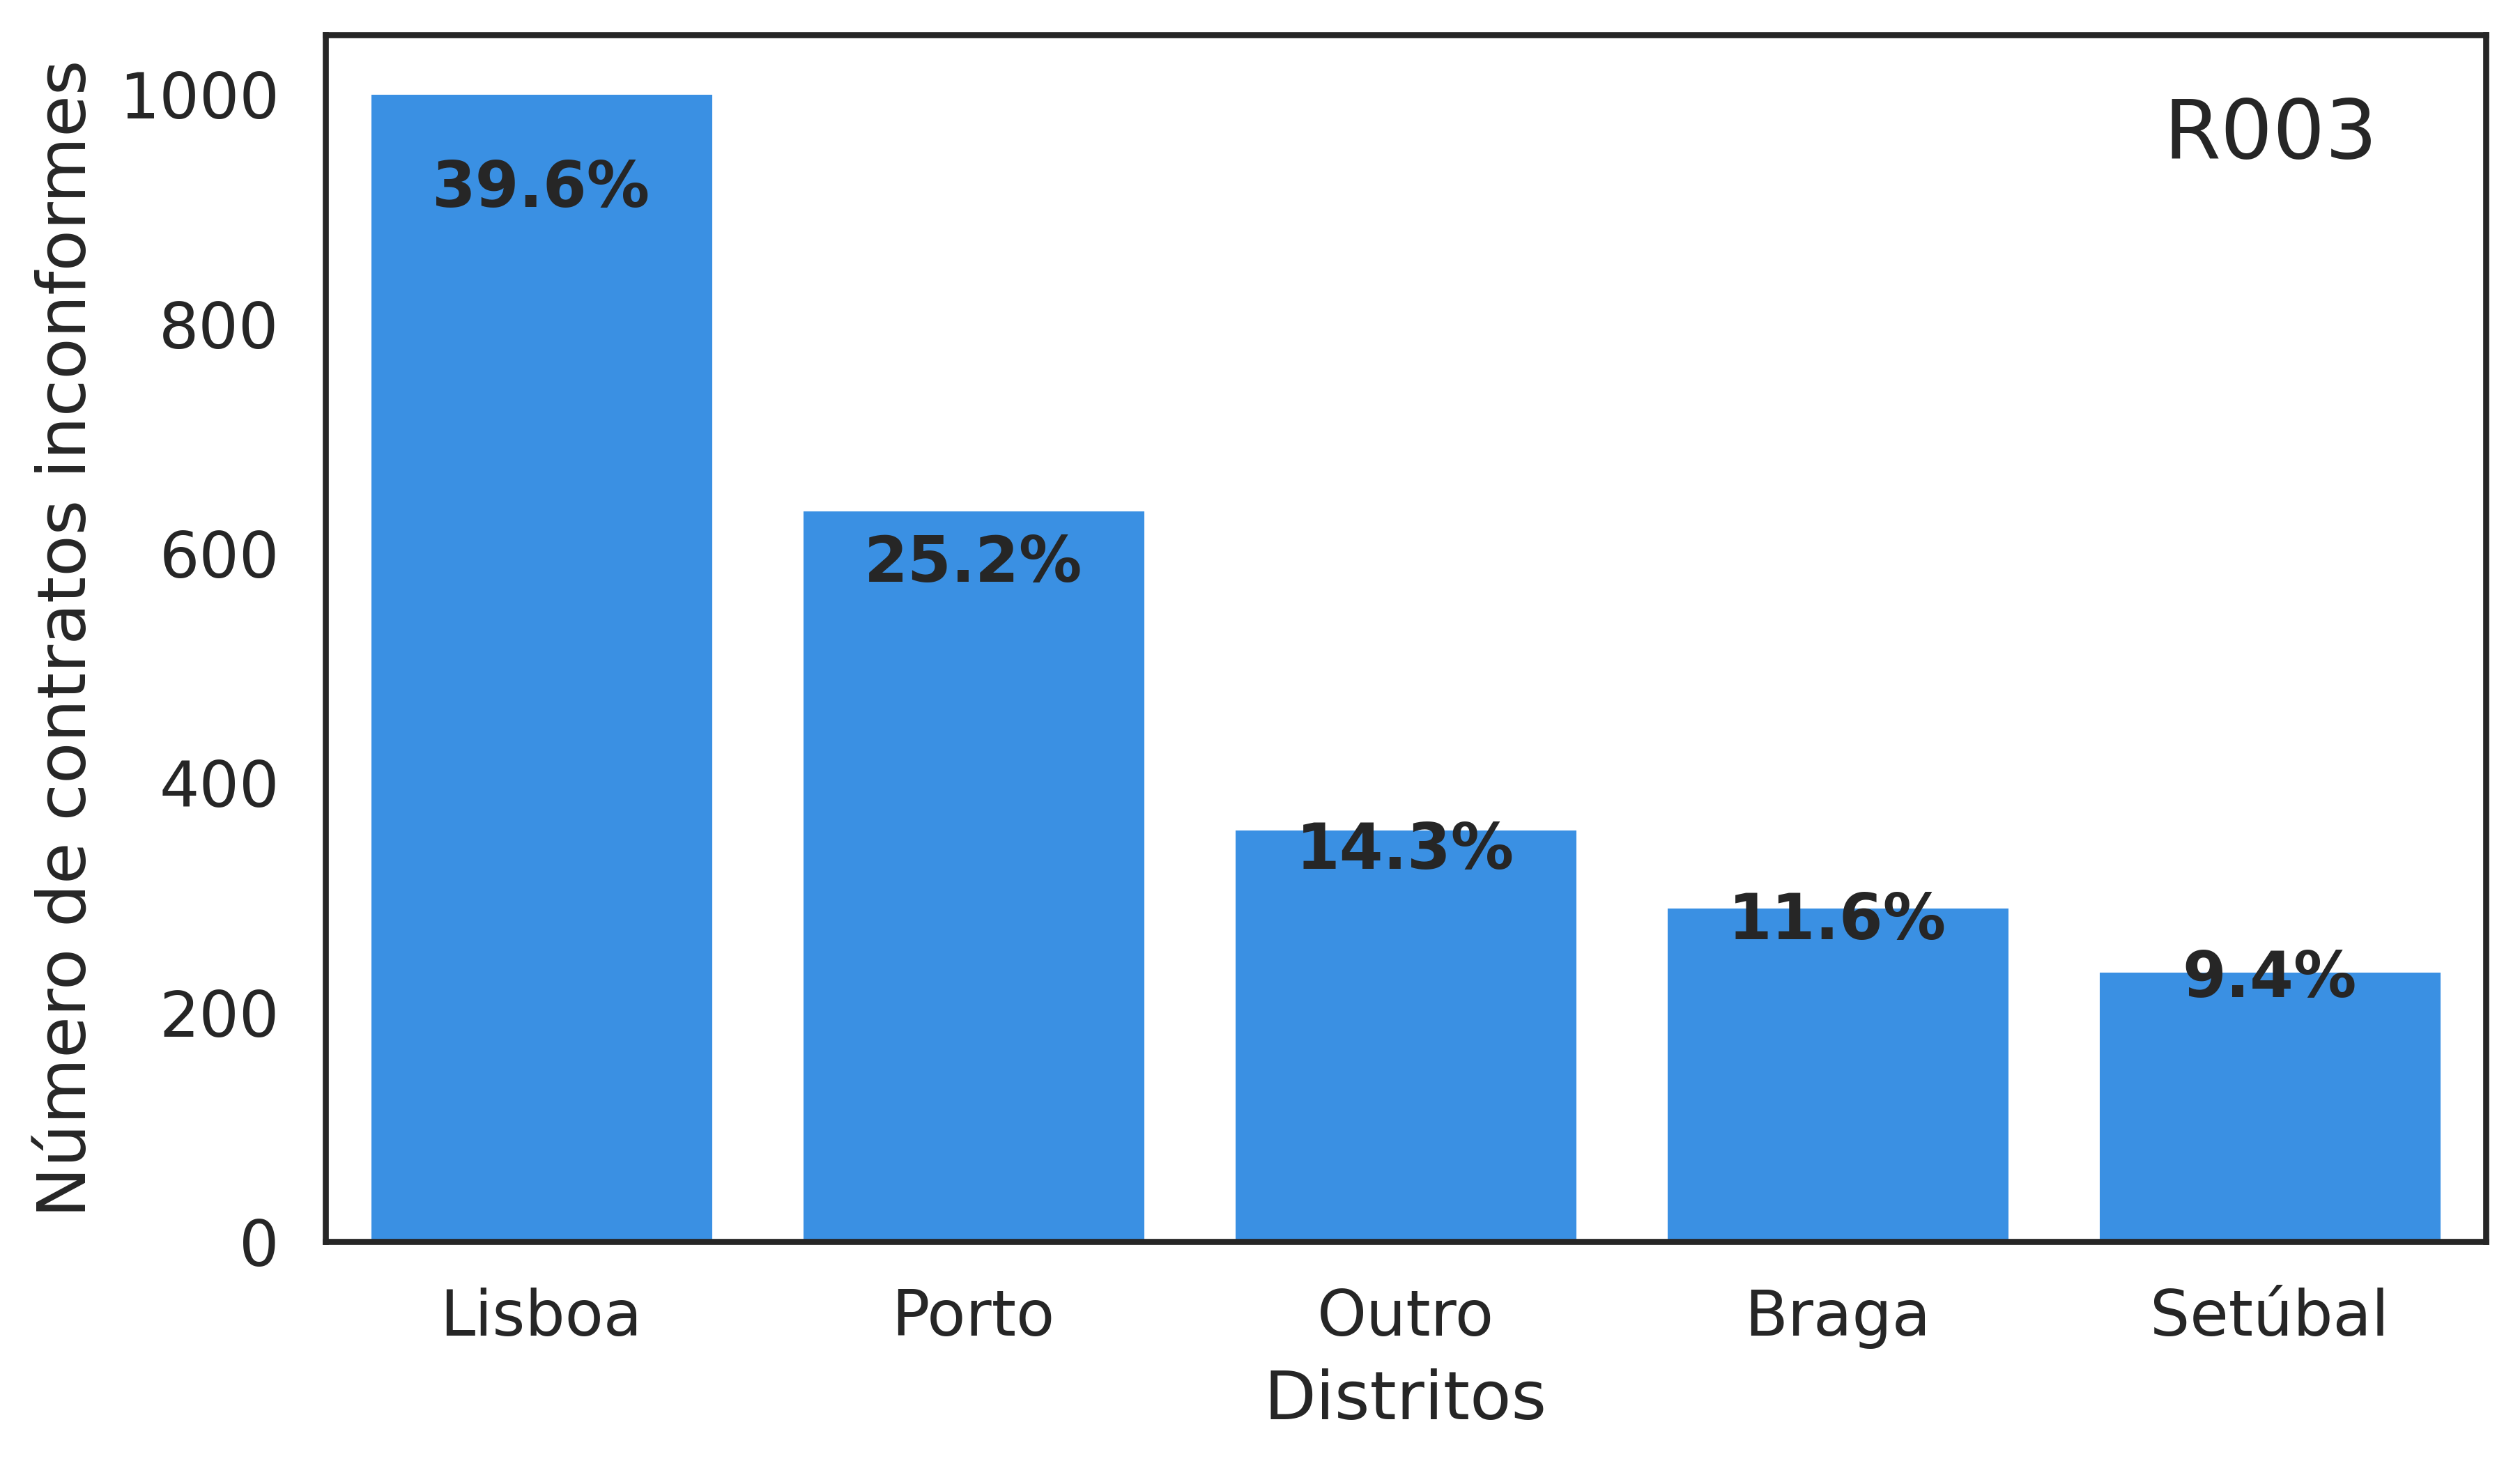 Número de contratos inconformes
1000
800
600
400
200
0
R003
39.6%
25.2%
14.3%
11.6%
9.4%
Lisboa
Porto
Outro
Braga
Setúbal
Distritos